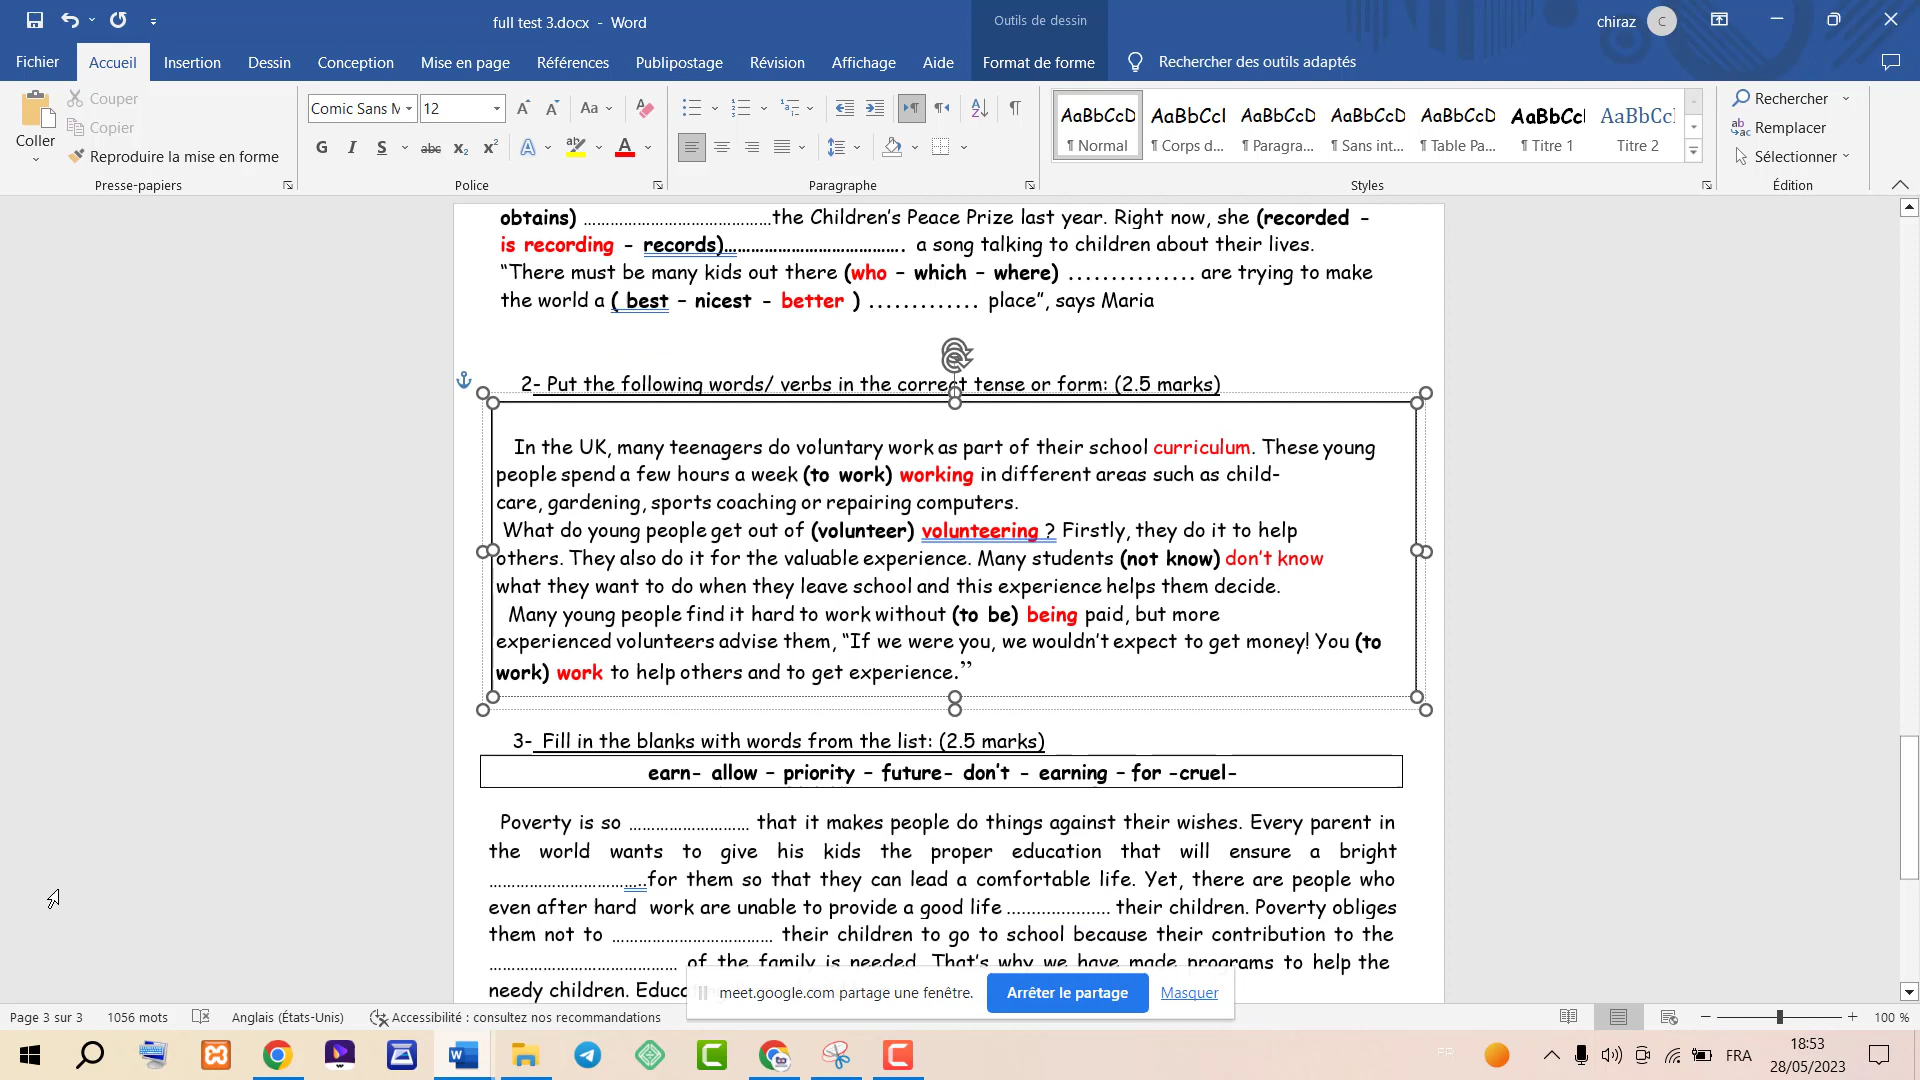 full test 3.docx - Word
Outils de dessin
chiraz
C
Fichier
Accueil
Insertion
Dessin
Conception
Mise en page
Références
Publipostage
Révision
Affichage
Aide
Format de forme
Rechercher des outils adaptés
Coller
Couper
Copier
Reproduire la mise en forme
Presse-papiers
Comic Sans M
12
Aa
G I S abc x₂ x² A ab A
Police
Paragraphe
AaBbCcD AaBbCcI AaBbCcD AaBbCcD AaBbCcD AaBbCcI AaBbCcI
¶ Normal ¶ Corps d... ¶ Paragra... ¶ Sans int... ¶ Table Pa... ¶ Titre 1 Titre 2
Styles
Rechercher
Remplacer
Sélectionner
Édition
obtains) ……………………………………the Children's Peace Prize last year. Right now, she (recorded -
is recording - records)…………………………………. a song talking to children about their lives.
"There must be many kids out there (who - which - where) ............... are trying to make
the world a ( best - nicest - better ) ............. place", says Maria
2- Put the following words/ verbs in the correct tense or form: (2.5 marks)
In the UK, many teenagers do voluntary work as part of their school curriculum. These young
people spend a few hours a week (to work) working in different areas such as child-
care, gardening, sports coaching or repairing computers.
What do young people get out of (volunteer) volunteering ? Firstly, they do it to help
others. They also do it for the valuable experience. Many students (not know) don't know
what they want to do when they leave school and this experience helps them decide.
Many young people find it hard to work without (to be) being paid, but more
experienced volunteers advise them, "If we were you, we wouldn't expect to get money! You (to
work) work to help others and to get experience."
3- Fill in the blanks with words from the list: (2.5 marks)
earn- allow - priority - future- don't - earning - for -cruel-
Poverty is so ……………………… that it makes people do things against their wishes. Every parent in
the world wants to give his kids the proper education that will ensure a bright
……………………………..for them so that they can lead a comfortable life. Yet, there are people who
even after hard work are unable to provide a good life ..................... their children. Poverty obliges
them not to ……………………………… their children to go to school because their contribution to the
…………………………………… of the family is needed. That's why we have made programs to help the
needy children. Educa
meet.google.com partage une fenêtre.
Arrêter le partage
Masquer
Page 3 sur 3
1056 mots
Anglais (États-Unis)
Accessibilité : consultez nos recommandations
100 %
FRA
18:53
28/05/2023